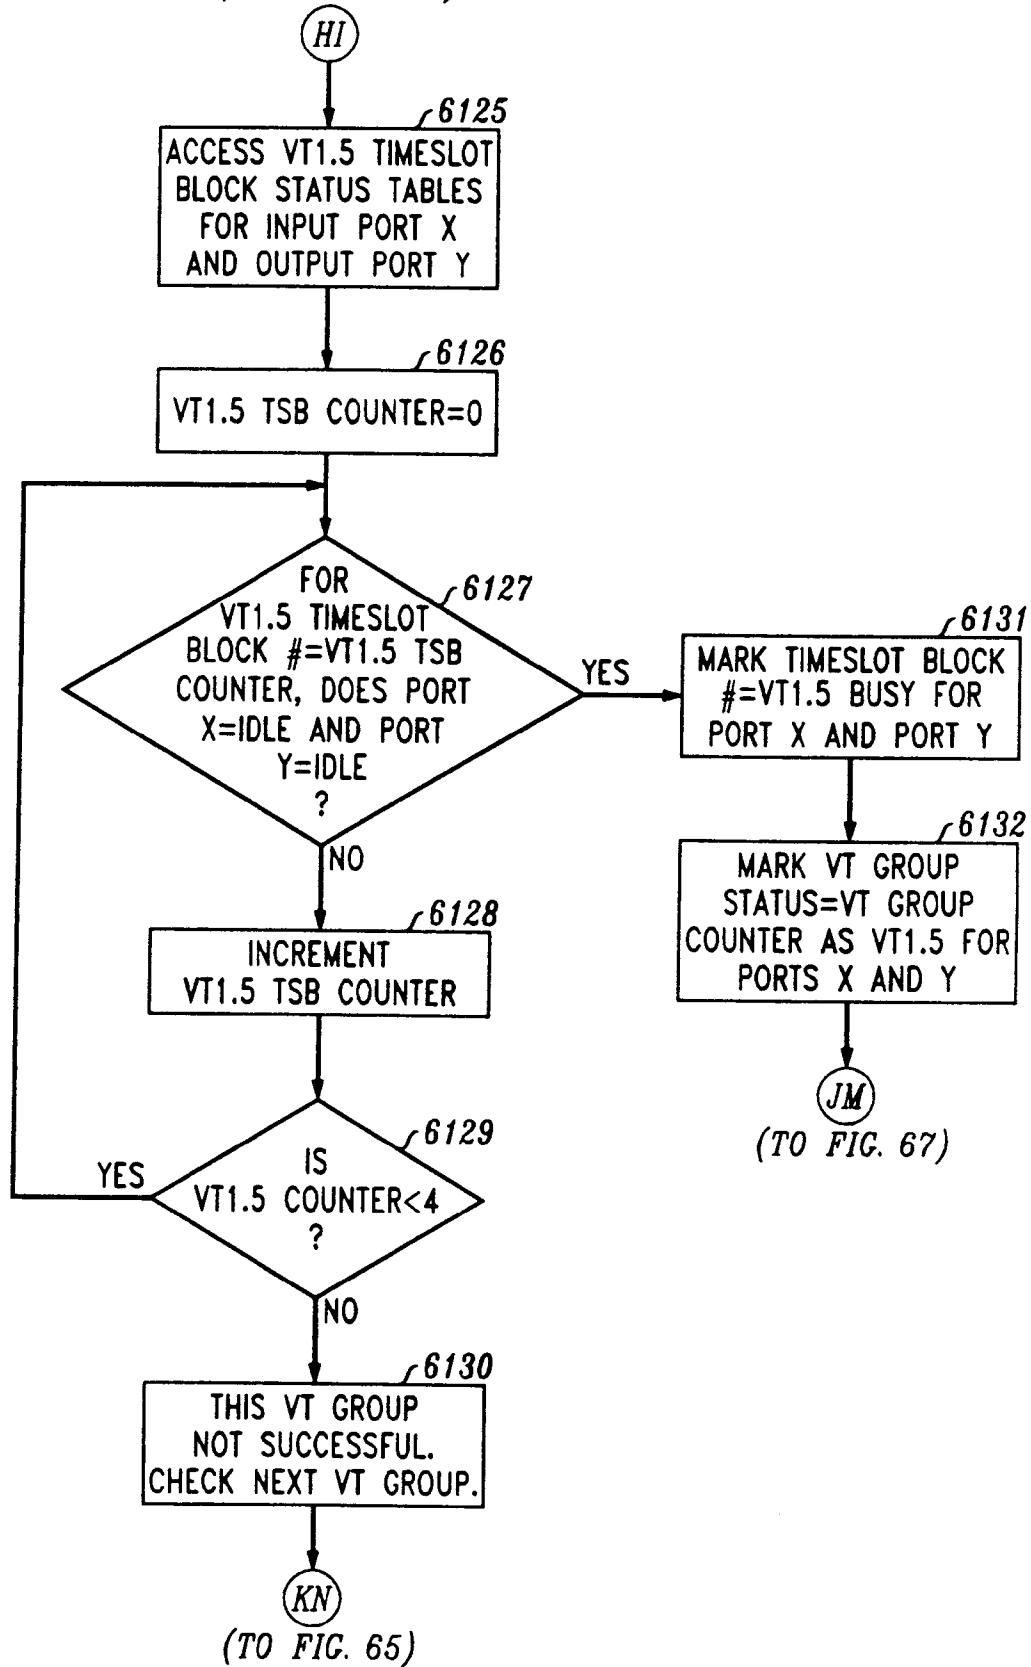 HI
6125
ACCESS VT1.5 TIMESLOT
BLOCK STATUS TABLES
FOR INPUT PORT X
AND OUTPUT PORT Y
6126
VT1.5 TSB COUNTER=0
6127
FOR
VT1.5 TIMESLOT
BLOCK #=VT1.5 TSB
COUNTER, DOES PORT
X=IDLE AND PORT
Y=IDLE
?
YES
NO
6131
MARK TIMESLOT BLOCK
#=VT1.5 BUSY FOR
PORT X AND PORT Y
6132
MARK VT GROUP
STATUS=VT GROUP
COUNTER AS VT1.5 FOR
PORTS X AND Y
JM
(TO FIG. 67)
6128
INCREMENT
VT1.5 TSB COUNTER
6129
IS
VT1.5 COUNTER<4
?
YES
NO
6130
THIS VT GROUP
NOT SUCCESSFUL.
CHECK NEXT VT GROUP.
KN
(TO FIG. 65)